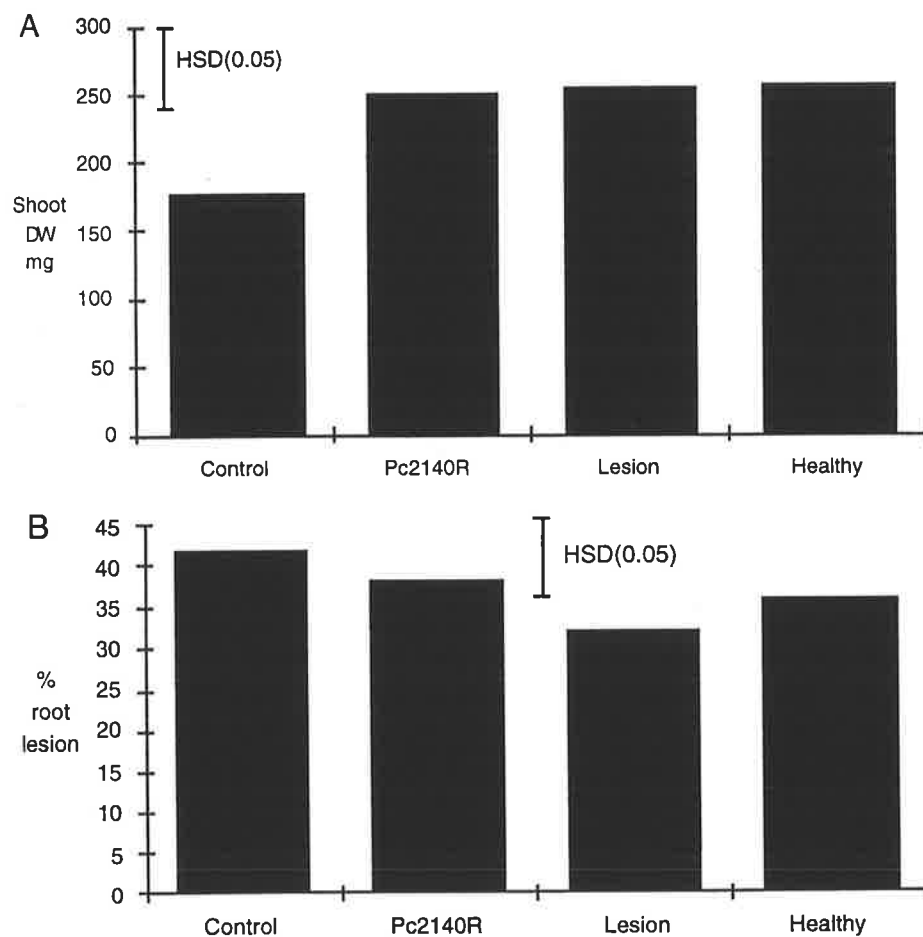 A
300
HSD(0.05)
250
200
Shoot
DW
mg
150
100
50
0
Control Pc2140R Lesion Healthy
B
45
HSD(0.05)
40
35
30
%
root
lesion
25
20
15
10
5
0
Control Pc2140R Lesion Healthy